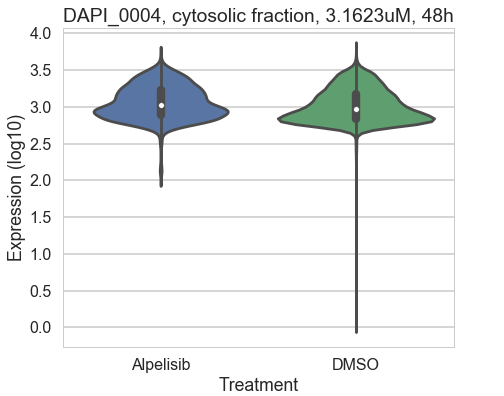 DAPI_0004, cytosolic fraction, 3.1623uM, 48h
4.0
3.5
3.0
2.5
2.0
1.5
1.0
0.5
0.0
Expression (log10)
Alpelisib DMSO
Treatment